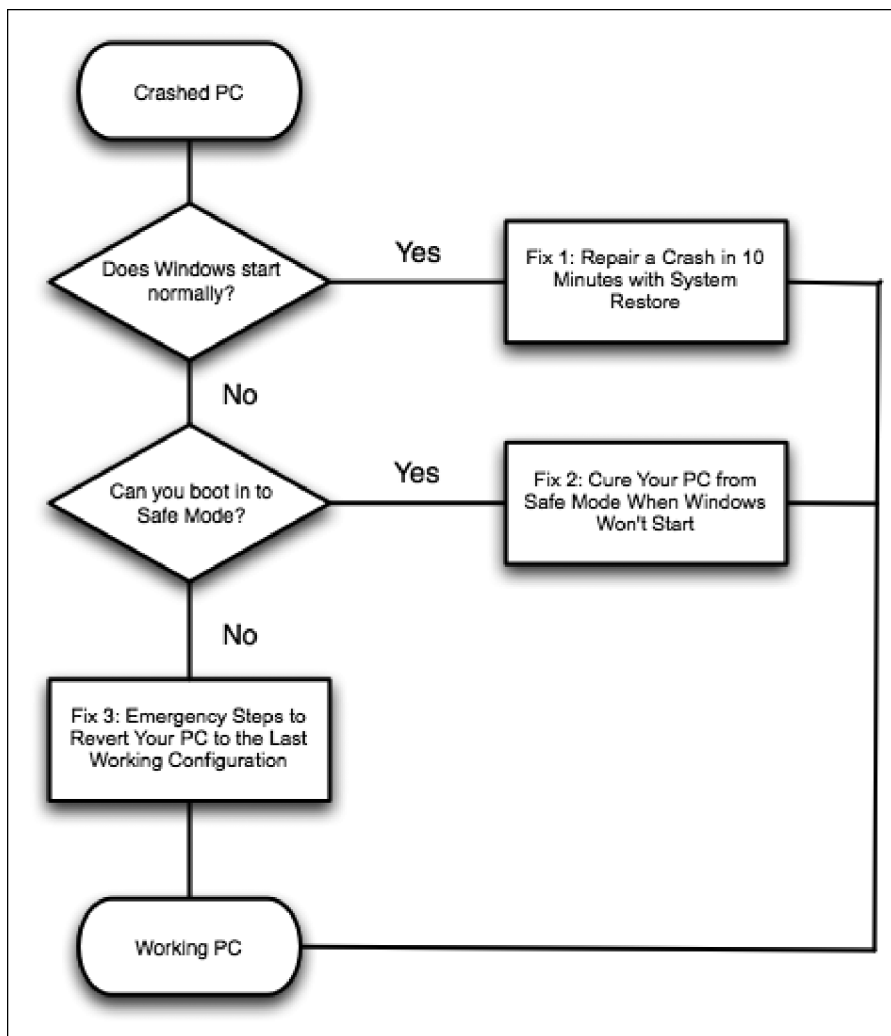 Crashed PC
Does Windows start
normally?
Yes
Fix 1: Repair a Crash in 10
Minutes with System
Restore
No
Can you boot in to
Safe Mode?
Yes
Fix 2: Cure Your PC from
Safe Mode When Windows
Won't Start
No
Fix 3: Emergency Steps to
Revert Your PC to the Last
Working Configuration
Working PC